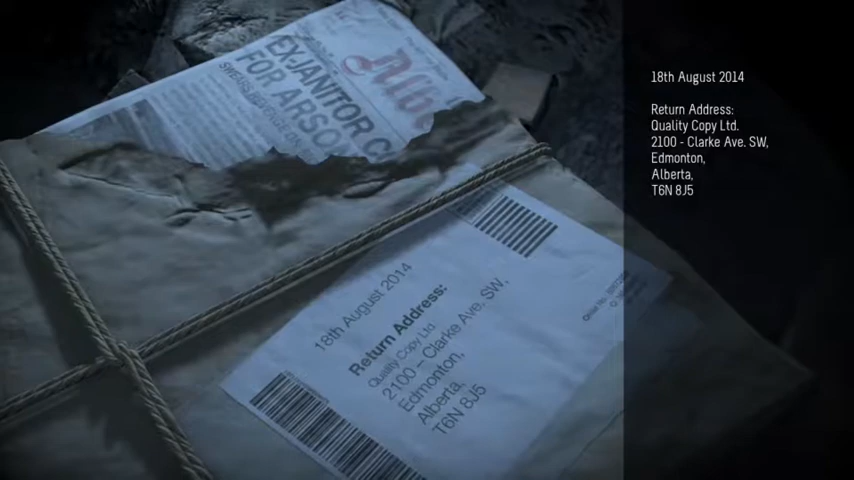 EX-JANITOR
FOR ARSON
18th August 2014
Return Address:
Quality Copy Ltd
2100 – Clarke Ave. SW,
Edmonton,
Alberta,
T6N 8J5
18th August 2014
Return Address:
Quality Copy Ltd.
2100 - Clarke Ave. SW,
Edmonton,
Alberta,
T6N 8J5